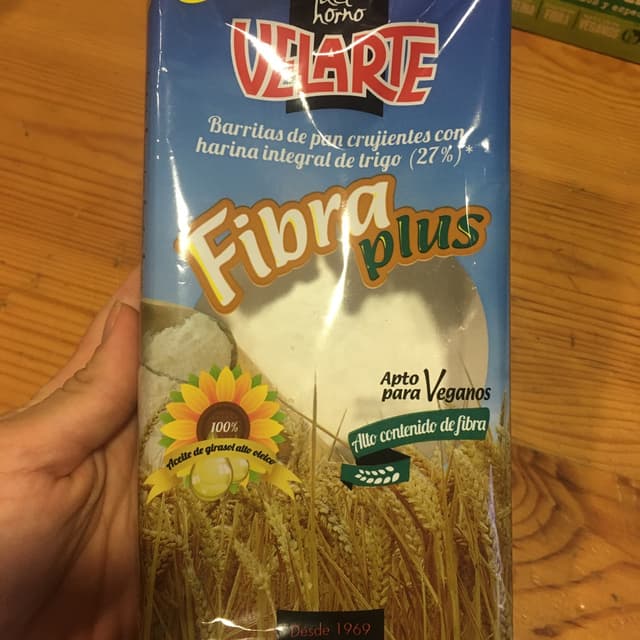 horno
VELARTE
Barritas de pan crujientes con
harina integral de trigo (27%)*
Fibra
plus
Apto
para Veganos
100%
Aceite de girasol alto oleico
Alto contenido de fibra
Desde 1969